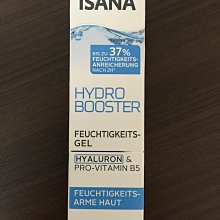 ISANA
BIS ZU 37%
FEUCHTIGKEITS-
ANREICHERUNG
NACH 2H*
HYDRO
BOOSTER
FEUCHTIGKEITS-
GEL
HYALURON &
PRO-VITAMIN B5
FEUCHTIGKEITS-
ARME HAUT